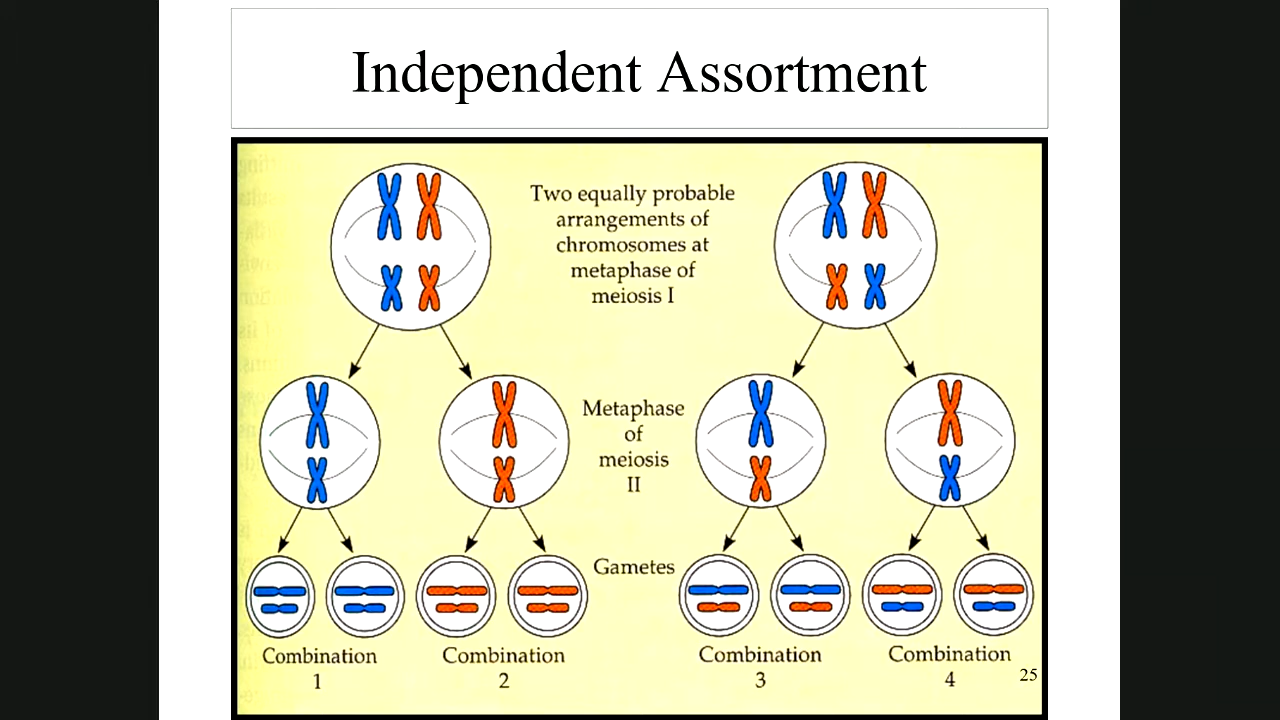 Independent Assortment
Two equally probable
arrangements of
chromosomes at
metaphase of
meiosis I
Metaphase
of
meiosis
II
Gametes
Combination
1
Combination
2
Combination
3
Combination
4
25